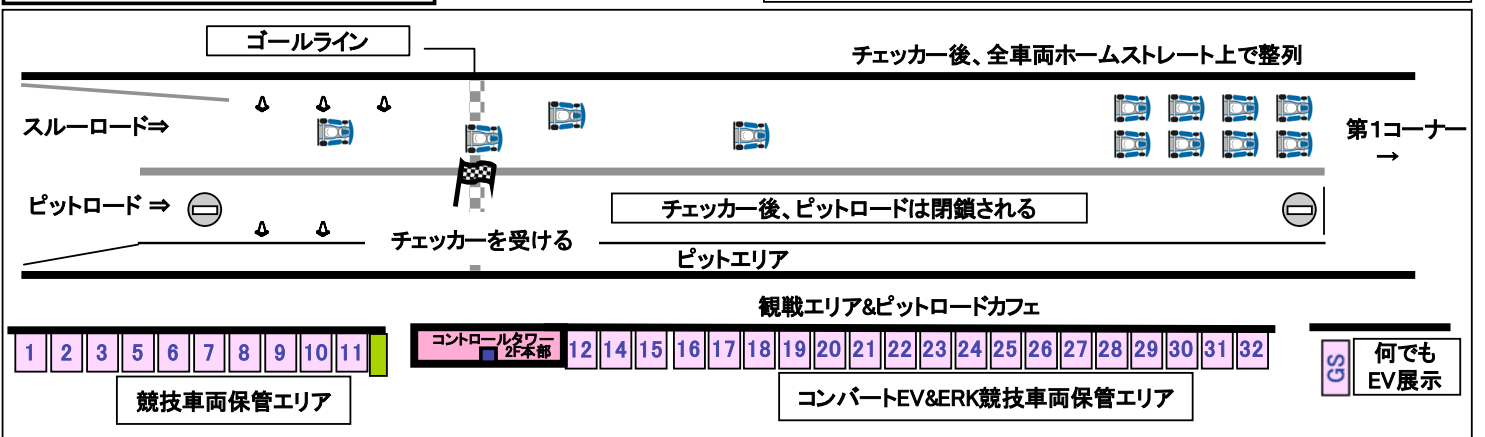 ゴールライン
チェッカー後、全車両ホームストレート上で整列
スルーロード⇒
第1コーナー
→
ピットロード ⇒
チェッカー後、ピットロードは閉鎖される
チェッカーを受ける
ピットエリア
観戦エリア&ピットロードカフェ
1 2 3 5 6 7 8 9 10 11
コントロールタワー
2F本部
12 14 15 16 17 18 19 20 21 22 23 24 25 26 27 28 29 30 31 32
GS
何でも
EV展示
競技車両保管エリア
コンバートEV&ERK競技車両保管エリア